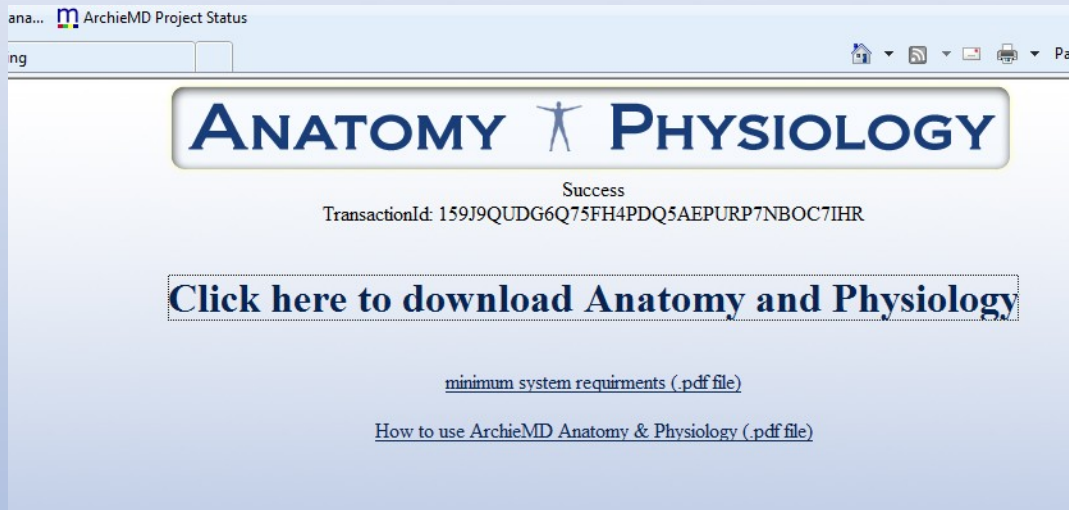 ana... ArchieMD Project Status
ing
Pa
ANATOMY PHYSIOLOGY
Success
TransactionId: 159J9QUDG6Q75FH4PDQ5AEPURP7NBOC7IHR
Click here to download Anatomy and Physiology
minimum system requirments (.pdf file)
How to use ArchieMD Anatomy & Physiology (.pdf file)